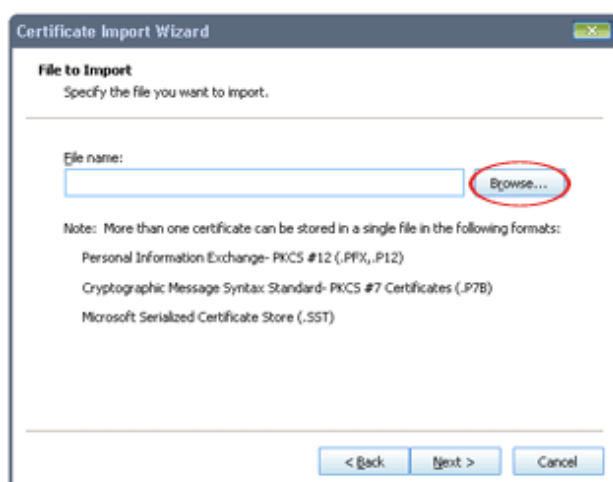 Certificate Import Wizard
File to Import
Specify the file you want to import.
File name:
Browse...
Note: More than one certificate can be stored in a single file in the following formats:
Personal Information Exchange- PKCS #12 (.PFX,.P12)
Cryptographic Message Syntax Standard- PKCS #7 Certificates (.P7B)
Microsoft Serialized Certificate Store (.SST)
< Back Next > Cancel